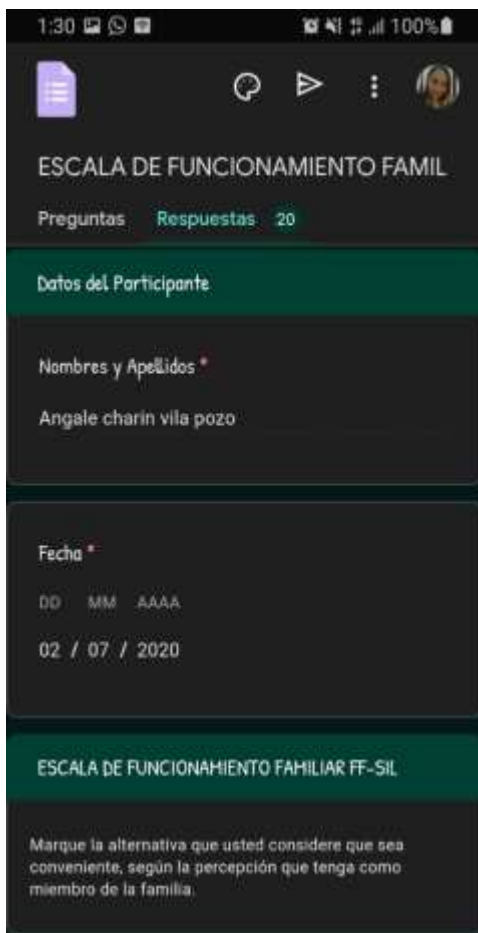 1:30 100%
ESCALA DE FUNCIONAMIENTO FAMIL
Preguntas Respuestas 20
Datos del Participante
Nombres y Apellidos *
Angale charin vila pozo
Fecha *
DD MM AAAA
02 / 07 / 2020
ESCALA DE FUNCIONAMIENTO FAMILIAR FF-SIL
Marque la alternativa que usted considere que sea
conveniente, según la percepción que tenga como
miembro de la familia.